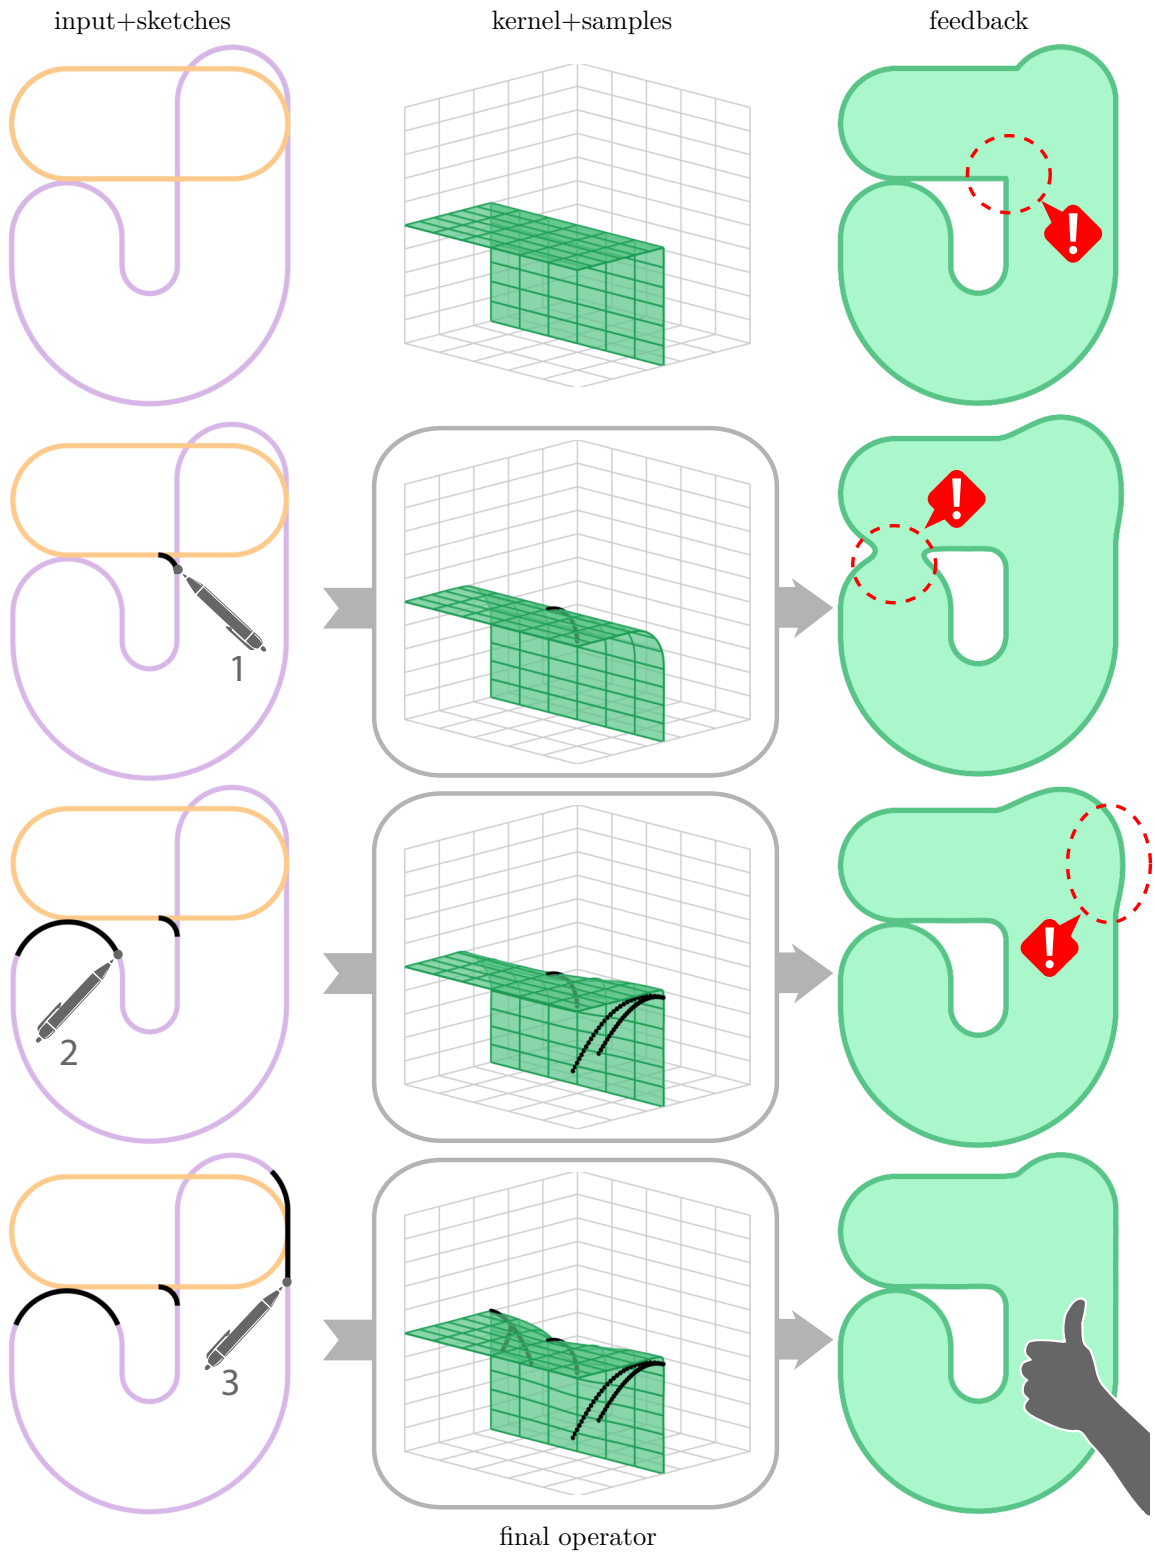 input+sketches
kernel+samples
feedback
!
!
1
!
2
3
final operator